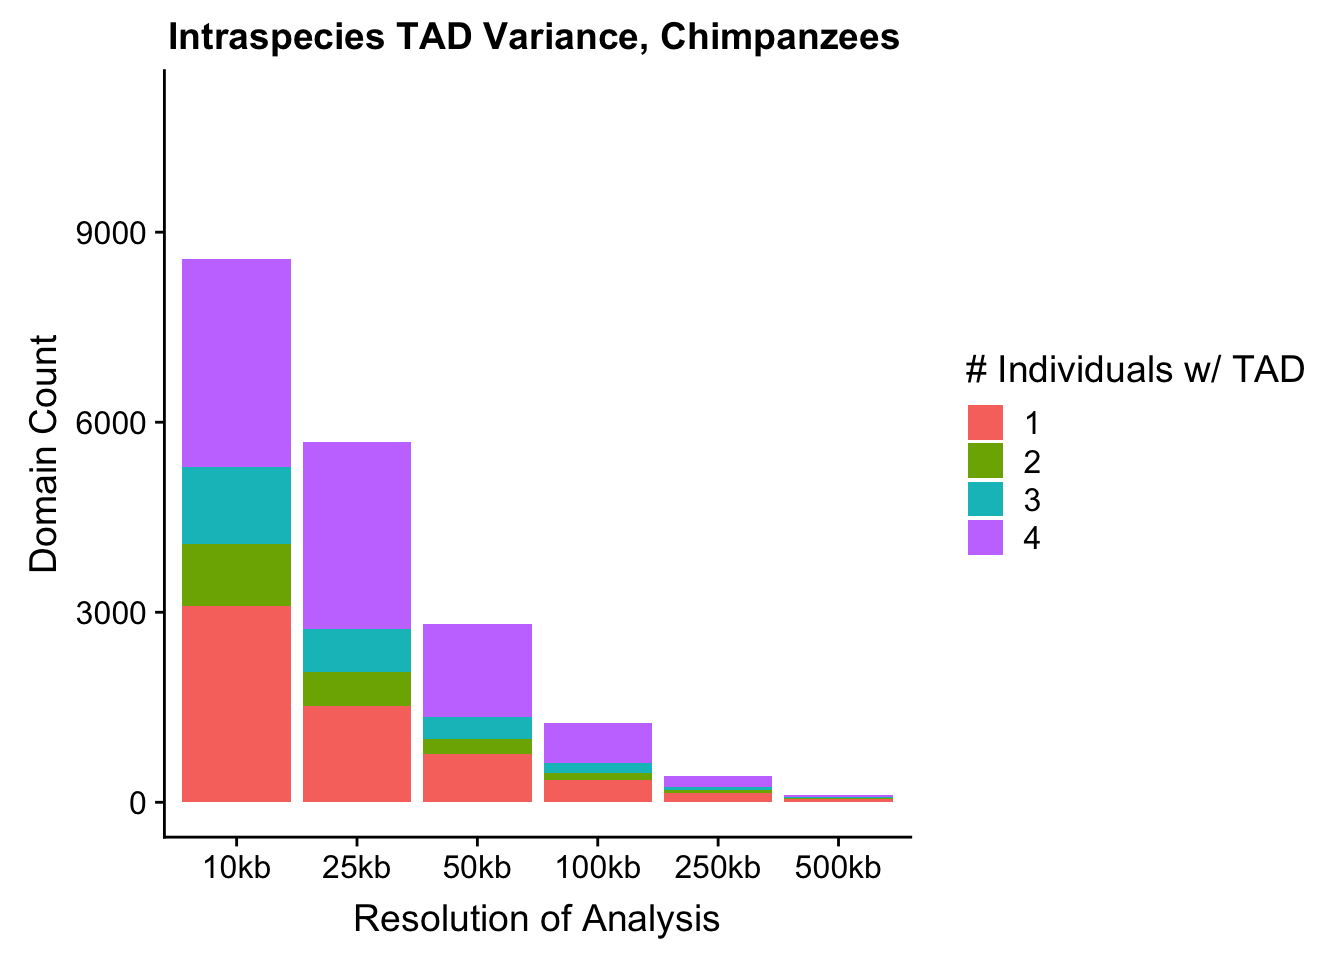 Intraspecies TAD Variance, Chimpanzees
Domain Count
9000
6000
3000
0
10kb 25kb 50kb 100kb 250kb 500kb
Resolution of Analysis
# Individuals w/ TAD
1
2
3
4